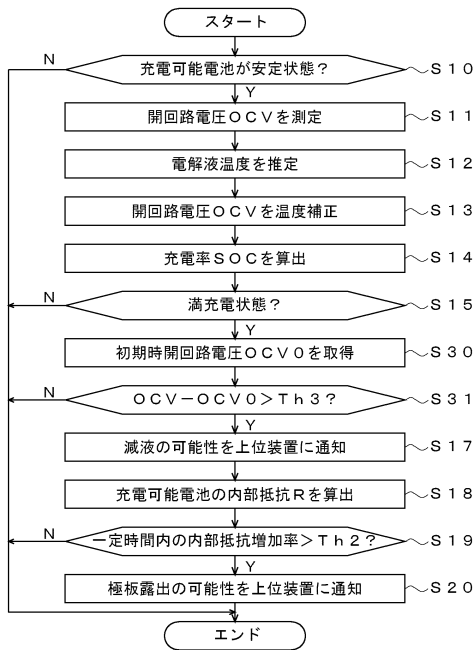 スタート
充電可能電池が安定状態？ S10
N
Y
開回路電圧OCVを測定 S11
電解液温度を推定 S12
開回路電圧OCVを温度補正 S13
充電率SOCを算出 S14
満充電状態？ S15
N
Y
初期時開回路電圧OCV0を取得 S30
OCV－OCV0＞Th3？ S31
N
Y
減液の可能性を上位装置に通知 S17
充電可能電池の内部抵抗Rを算出 S18
一定時間内の内部抵抗増加率＞Th2？ S19
N
Y
極板露出の可能性を上位装置に通知 S20
エンド